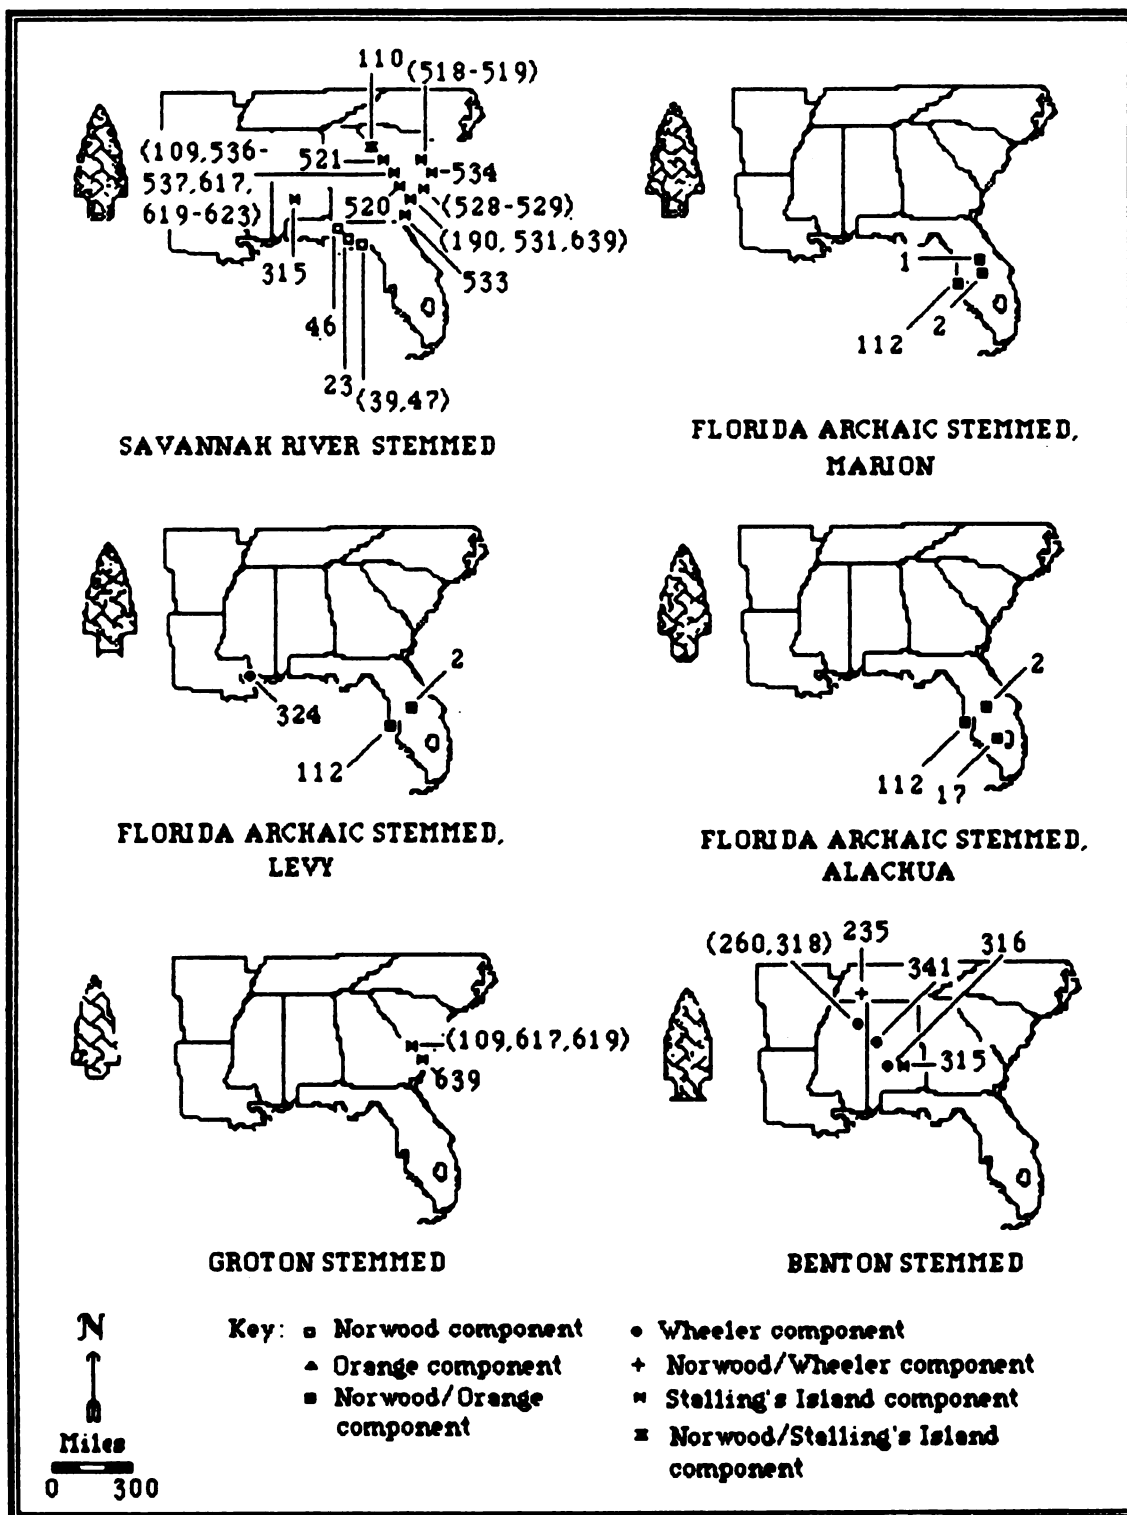 110
(518-519)
(109,536-
537,617,
619-623)
521
534
520
(528-529)
(190,531,639)
533
315
46
23
(39,47)
SAVANNAH RIVER STEMMED
1
2
112
FLORIDA ARCHAIC STEMMED,
MARION
2
324
112
FLORIDA ARCHAIC STEMMED,
LEVY
2
112
17
FLORIDA ARCHAIC STEMMED,
ALACHUA
(109,617,619)
639
GROTON STEMMED
(260,318)
235
341
316
315
BENTON STEMMED
N
Miles
0 300
Key: Norwood component
Orange component
Norwood/Orange
component
Wheeler component
+ Norwood/Wheeler component
Stalling's Island component
Norwood/Stalling's Island
component